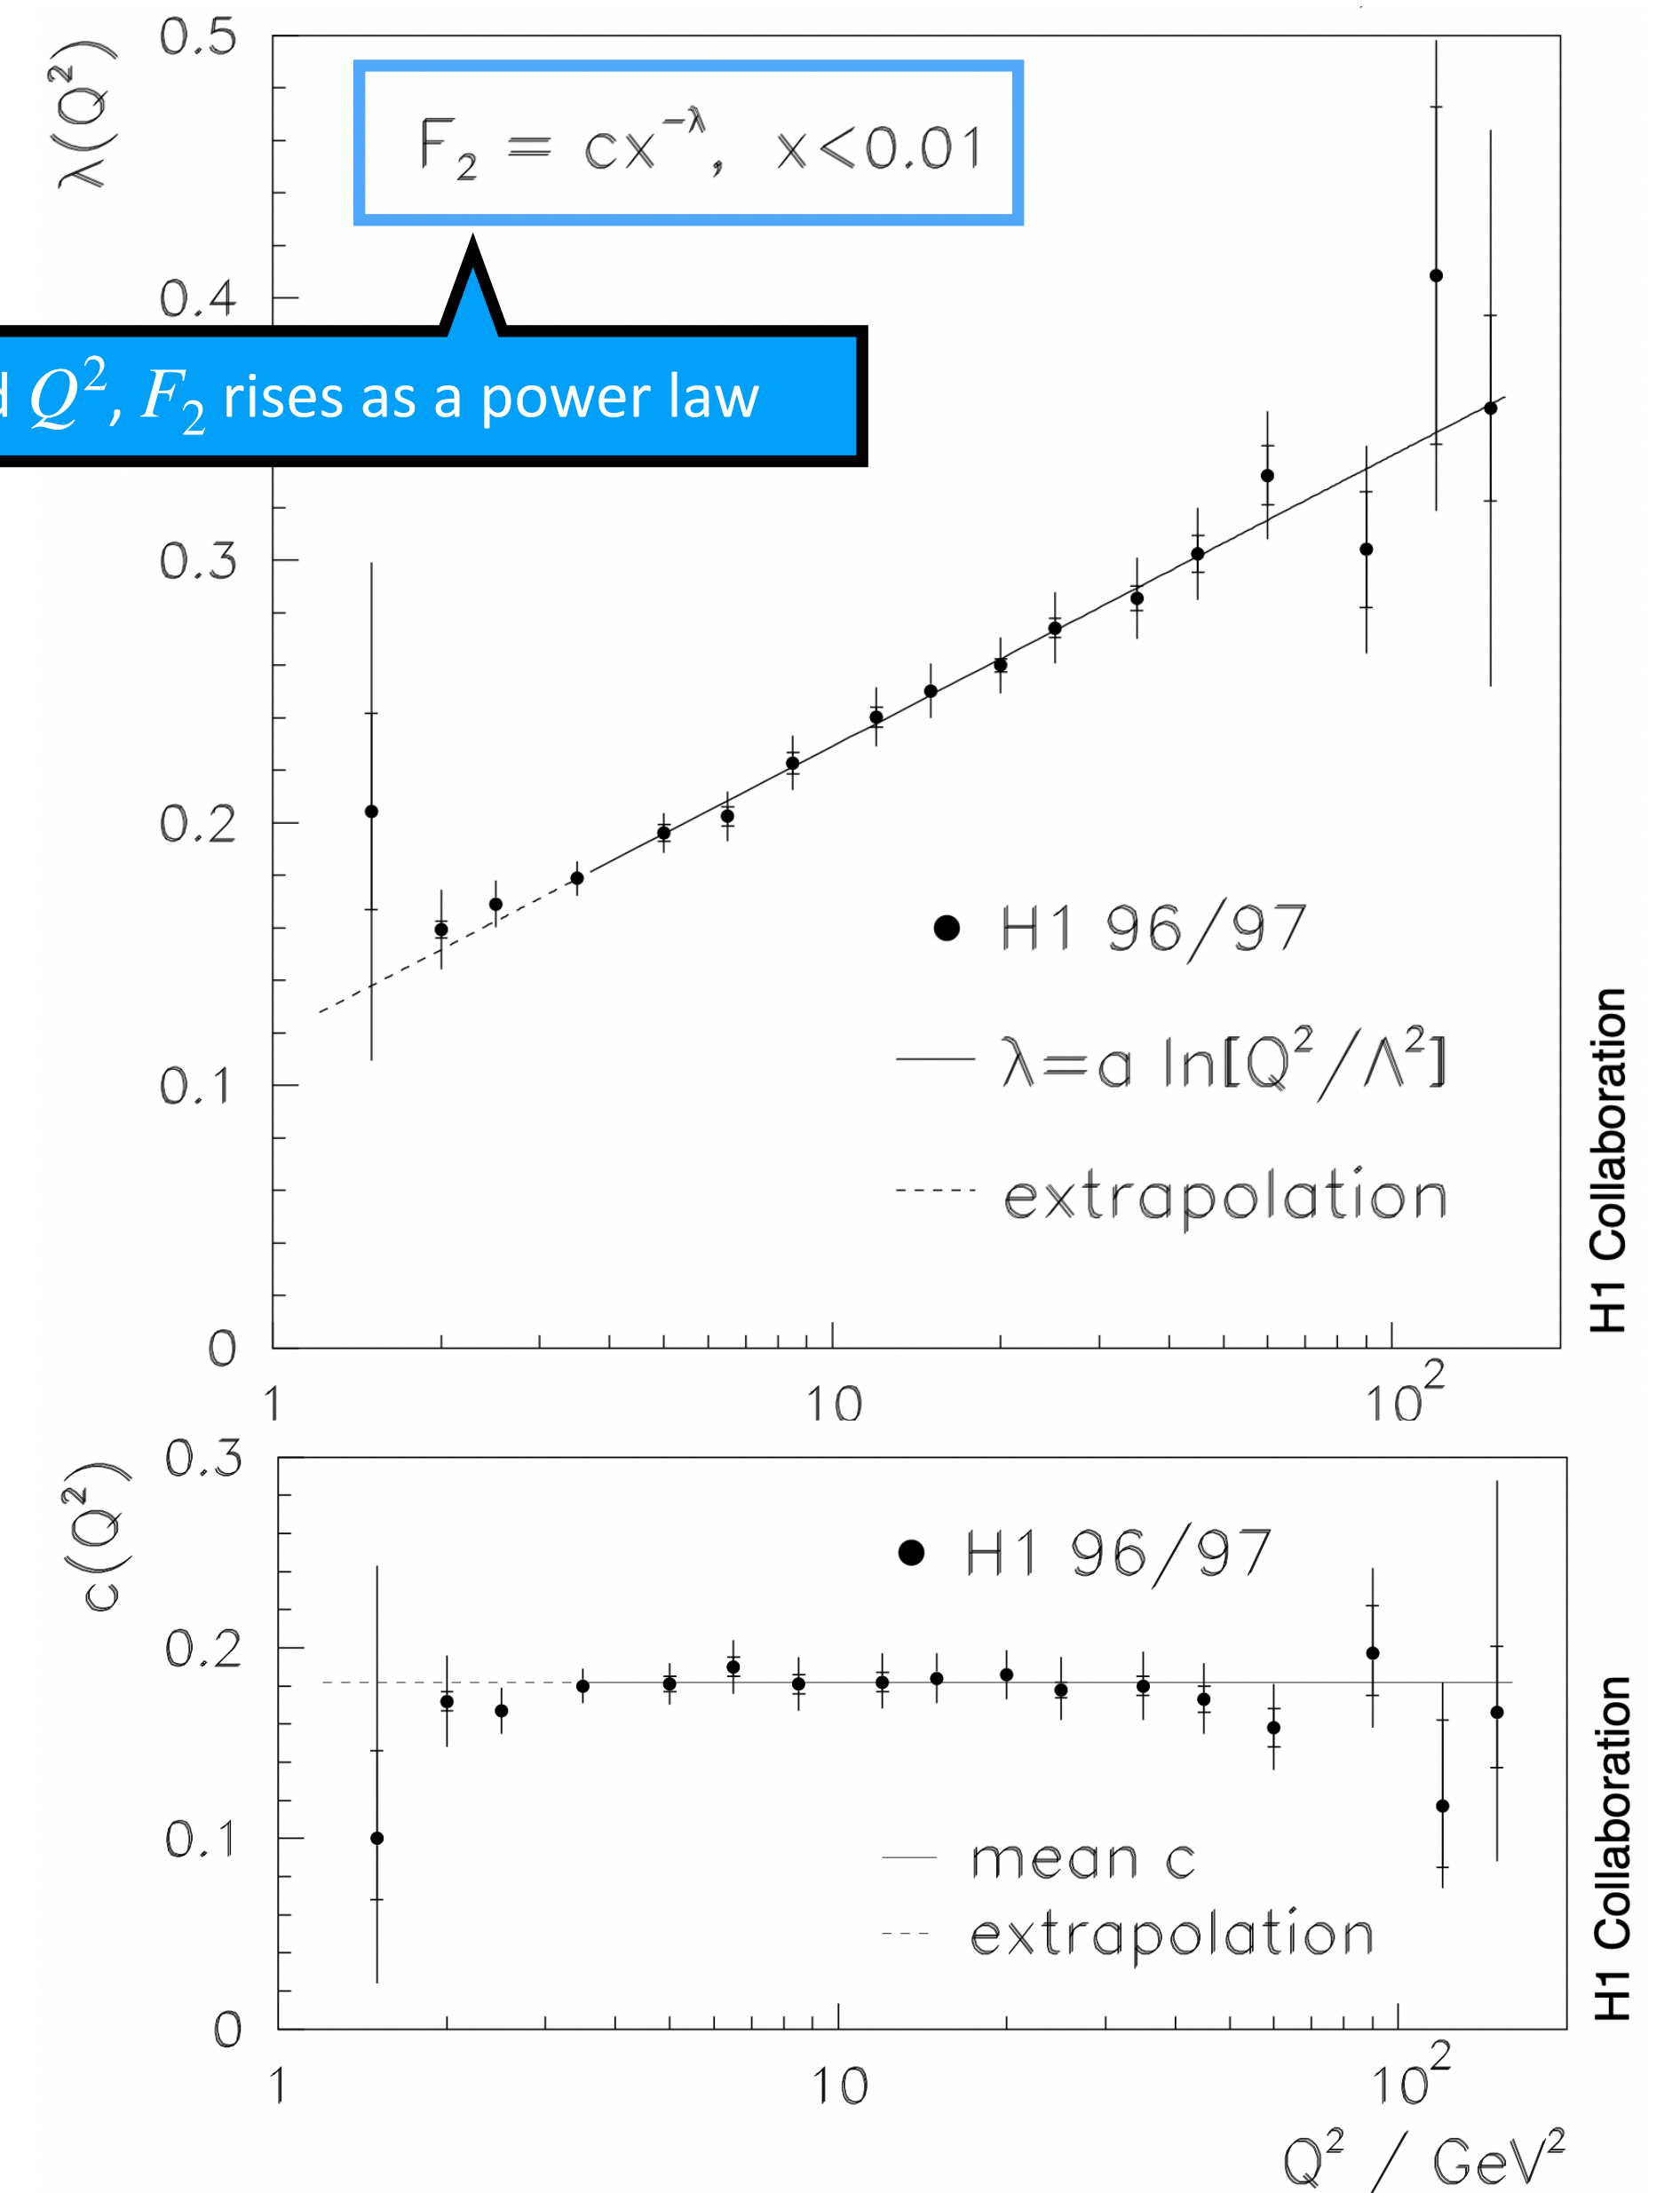 λ(Q²)
0.5
F₂ = cx^-λ, x<0.01
0.4
Q², F₂ rises as a power law
0.3
0.2
H1 96/97
λ=a ln[Q²/Λ²]
0.1
extrapolation
H1 Collaboration
0
1 10 10²
c(Q²)
0.3
H1 96/97
0.2
0.1
mean c
extrapolation
H1 Collaboration
0
1 10 10²
Q² / GeV²